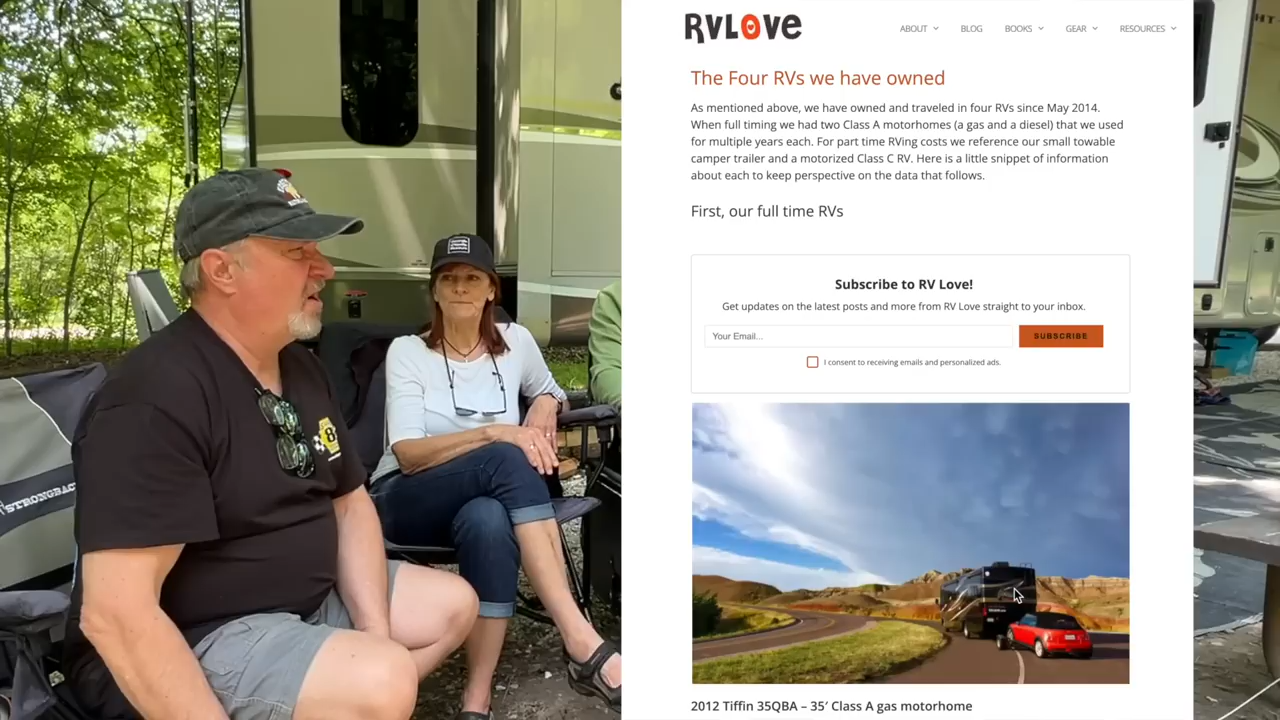 RVLOVE
ABOUT
BLOG
BOOKS
GEAR
RESOURCES
The Four RVs we have owned
As mentioned above, we have owned and traveled in four RVs since May 2014.
When full timing we had two Class A motorhomes (a gas and a diesel) that we used
for multiple years each. For part time RVing costs we reference our small towable
camper trailer and a motorized Class C RV. Here is a little snippet of information
about each to keep perspective on the data that follows.
First, our full time RVs
Subscribe to RV Love!
Get updates on the latest posts and more from RV Love straight to your inbox.
Your Email...
SUBSCRIBE
I consent to receiving emails and personalized ads.
2012 Tiffin 35QBA – 35′ Class A gas motorhome
STRONGBAC
8